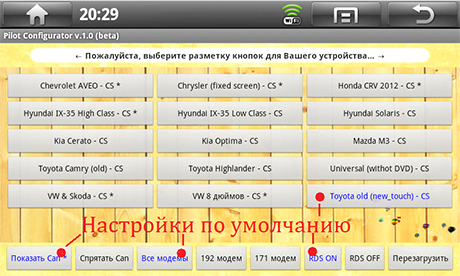 20:29
WiFi
Pilot Configurator v.1.0 (beta)
← Пожалуйста, выберите разметку кнопок для Вашего устройства... →
Chevrolet AVEO - CS * Chrysler (fixed screen) - CS * Honda CRV 2012 - CS *
Hyundai IX-35 High Class - CS * Hyundai IX-35 Low Class - CS Hyundai Solaris - CS
Kia Cerato - CS Kia Optima - CS Mazda M3 - CS
Toyota Camry (old) - CS Toyota Highlander - CS Universal (withot DVD) - CS
VW & Skoda - CS * VW 8 дюймов - CS * Toyota old (new_touch) - CS
Настройки по умолчанию
Показать Can Спрятать Can Все модемы 192 модем 171 модем RDS ON RDS OFF Перезагрузить